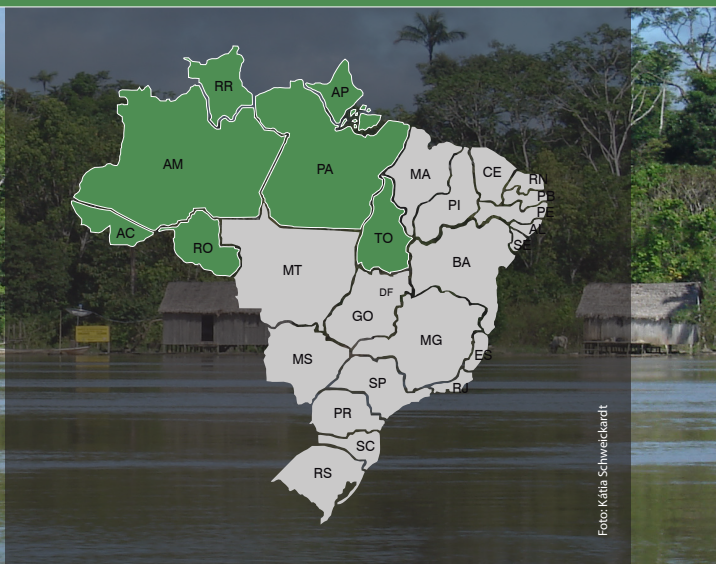 RR
AP
AM
PA
MA
CE
RN
PB
PI
PE
AL
SE
AC
RO
TO
BA
MT
DF
GO
MG
MS
ES
SP
RJ
PR
SC
RS
Foto: Kátia Schweickardt